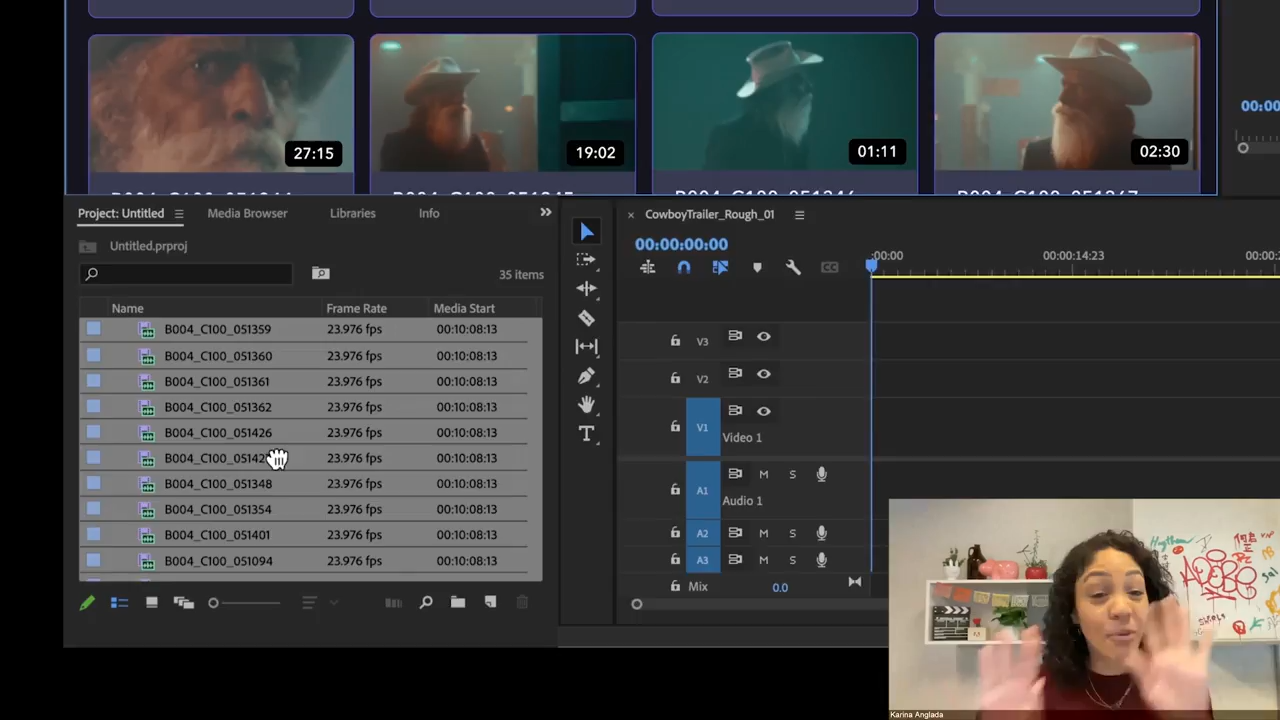 27:15
19:02
01:11
02:30
00:00
Project: Untitled
Media Browser
Libraries
Info
Untitled.prproj
35 items
Name Frame Rate Media Start
B004_C100_051359 23.976 fps 00:10:08:13
B004_C100_051360 23.976 fps 00:10:08:13
B004_C100_051361 23.976 fps 00:10:08:13
B004_C100_051362 23.976 fps 00:10:08:13
B004_C100_051426 23.976 fps 00:10:08:13
23.976 fps 00:10:08:13
B004_C100_051348 23.976 fps 00:10:08:13
B004_C100_051354 23.976 fps 00:10:08:13
B004_C100_051401 23.976 fps 00:10:08:13
B004_C100_051094 23.976 fps 00:10:08:13
CowboyTrailer_Rough_01
00:00:00:00
:00:00 00:00:14:23 00:00:2
V3
V2
V1
Video 1
A1 M S
Audio 1
A2 M S
A3 M S
Mix 0.0
ADOBE
Karina Anglada